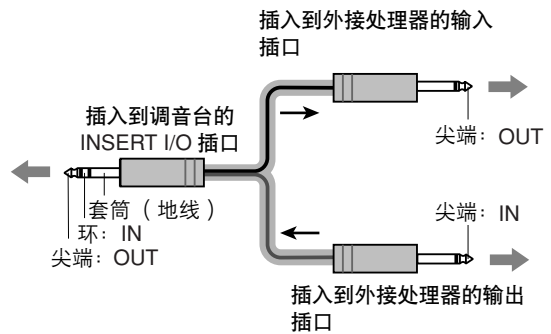 插入到外接处理器的输入
插口
插入到调音台的
INSERT I/O 插口
尖端：OUT
套筒（地线）
环：IN
尖端：OUT
尖端：IN
插入到外接处理器的输出
插口